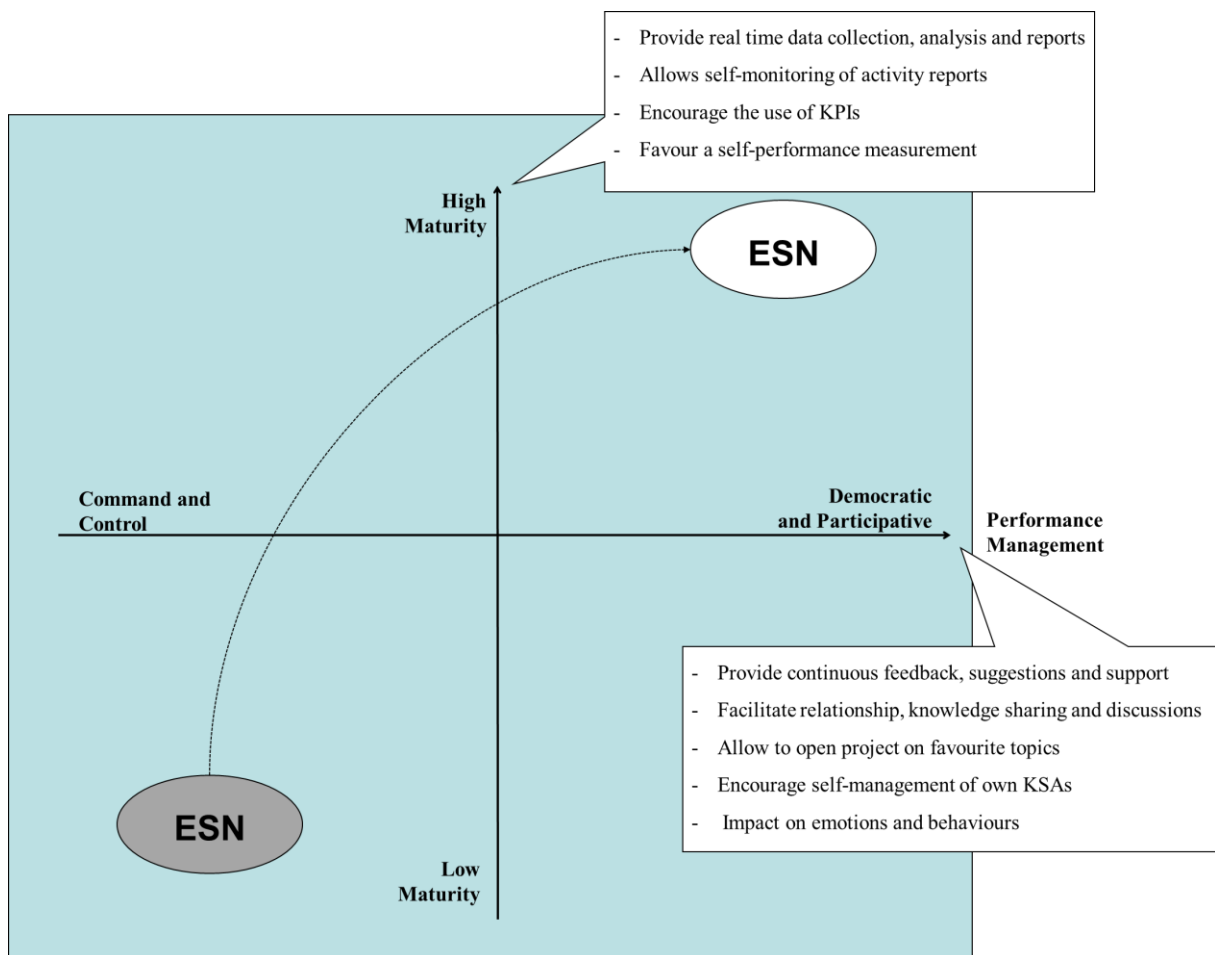 - Provide real time data collection, analysis and reports
- Allows self-monitoring of activity reports
- Encourage the use of KPIs
- Favour a self-performance measurement
High
Maturity
ESN
Command and
Control
Democratic
and Participative
Performance
Management
- Provide continuous feedback, suggestions and support
- Facilitate relationship, knowledge sharing and discussions
- Allow to open project on favourite topics
- Encourage self-management of own KSAs
- Impact on emotions and behaviours
ESN
Low
Maturity